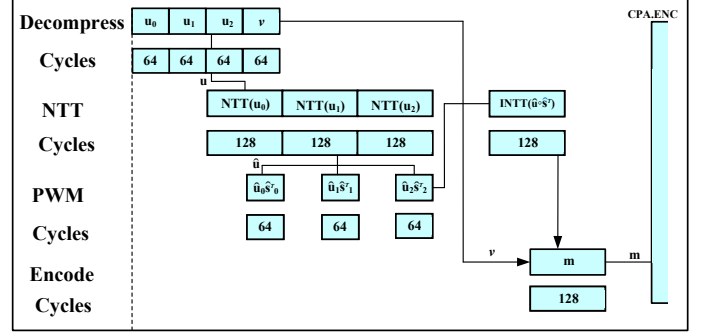 CPA.ENC
Decompress u₀ u₁ u₂ v
Cycles 64 64 64 64
u
NTT NTT(u₀) NTT(u₁) NTT(u₂) INTT(û∘ŝᵀ)
Cycles 128 128 128 128
û
PWM û₀ŝᵀ₀ û₁ŝᵀ₁ û₂ŝᵀ₂
Cycles 64 64 64
v m m
Encode
Cycles 128